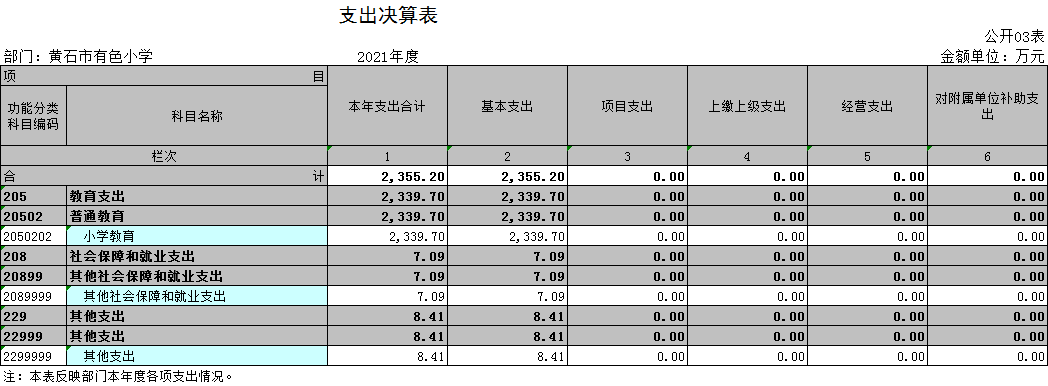 支出决算表
公开03表
部门：黄石市有色小学 2021年度 金额单位：万元
项 目 本年支出合计 基本支出 项目支出 上缴上级支出 经营支出 对附属单位补助支出
功能分类科目编码 科目名称
栏次 1 2 3 4 5 6
合 计 2,355.20 2,355.20 0.00 0.00 0.00 0.00
205 教育支出 2,339.70 2,339.70 0.00 0.00 0.00 0.00
20502 普通教育 2,339.70 2,339.70 0.00 0.00 0.00 0.00
2050202 小学教育 2,339.70 2,339.70 0.00 0.00 0.00 0.00
208 社会保障和就业支出 7.09 7.09 0.00 0.00 0.00 0.00
20899 其他社会保障和就业支出 7.09 7.09 0.00 0.00 0.00 0.00
2089999 其他社会保障和就业支出 7.09 7.09 0.00 0.00 0.00 0.00
229 其他支出 8.41 8.41 0.00 0.00 0.00 0.00
22999 其他支出 8.41 8.41 0.00 0.00 0.00 0.00
2299999 其他支出 8.41 8.41 0.00 0.00 0.00 0.00
注：本表反映部门本年度各项支出情况。